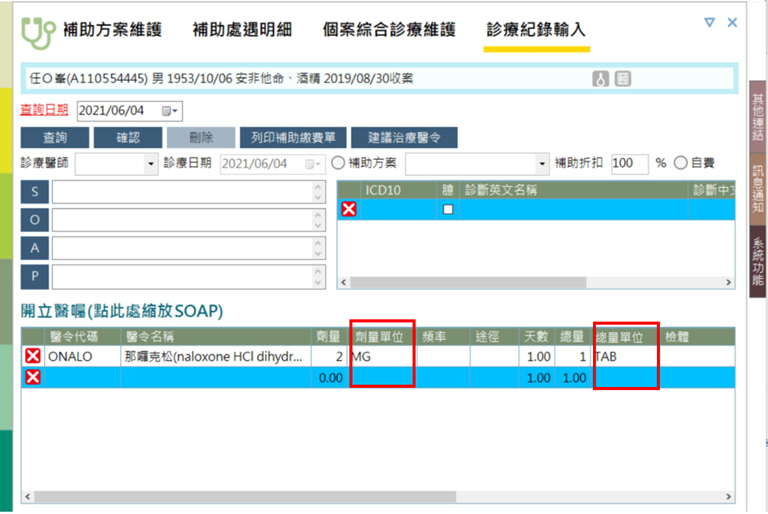 補助方案維護 補助處遇明細 個案綜合診療維護 診療紀錄輸入
任O峯(A110554445) 男 1953/10/06 安非他命、酒精 2019/08/30收案
查詢日期 2021/06/04
查詢 確認 刪除 列印補助繳費單 建議治療醫令
診療醫師 診療日期 2021/06/04 補助方案 補助折扣 100 % 自費
S
O
A
P
ICD10 診斷英文名稱 診斷中文
開立醫囑(點此處縮放SOAP)
醫令代碼 醫令名稱 劑量 劑量單位 頻率 途徑 天數 總量 總量單位 檢體
ONALO 那囉克松(naloxone HCl dihydr... 2 MG 1.00 1 TAB
0.00 1.00 1.00
其他連結
訊息通知
系統功能